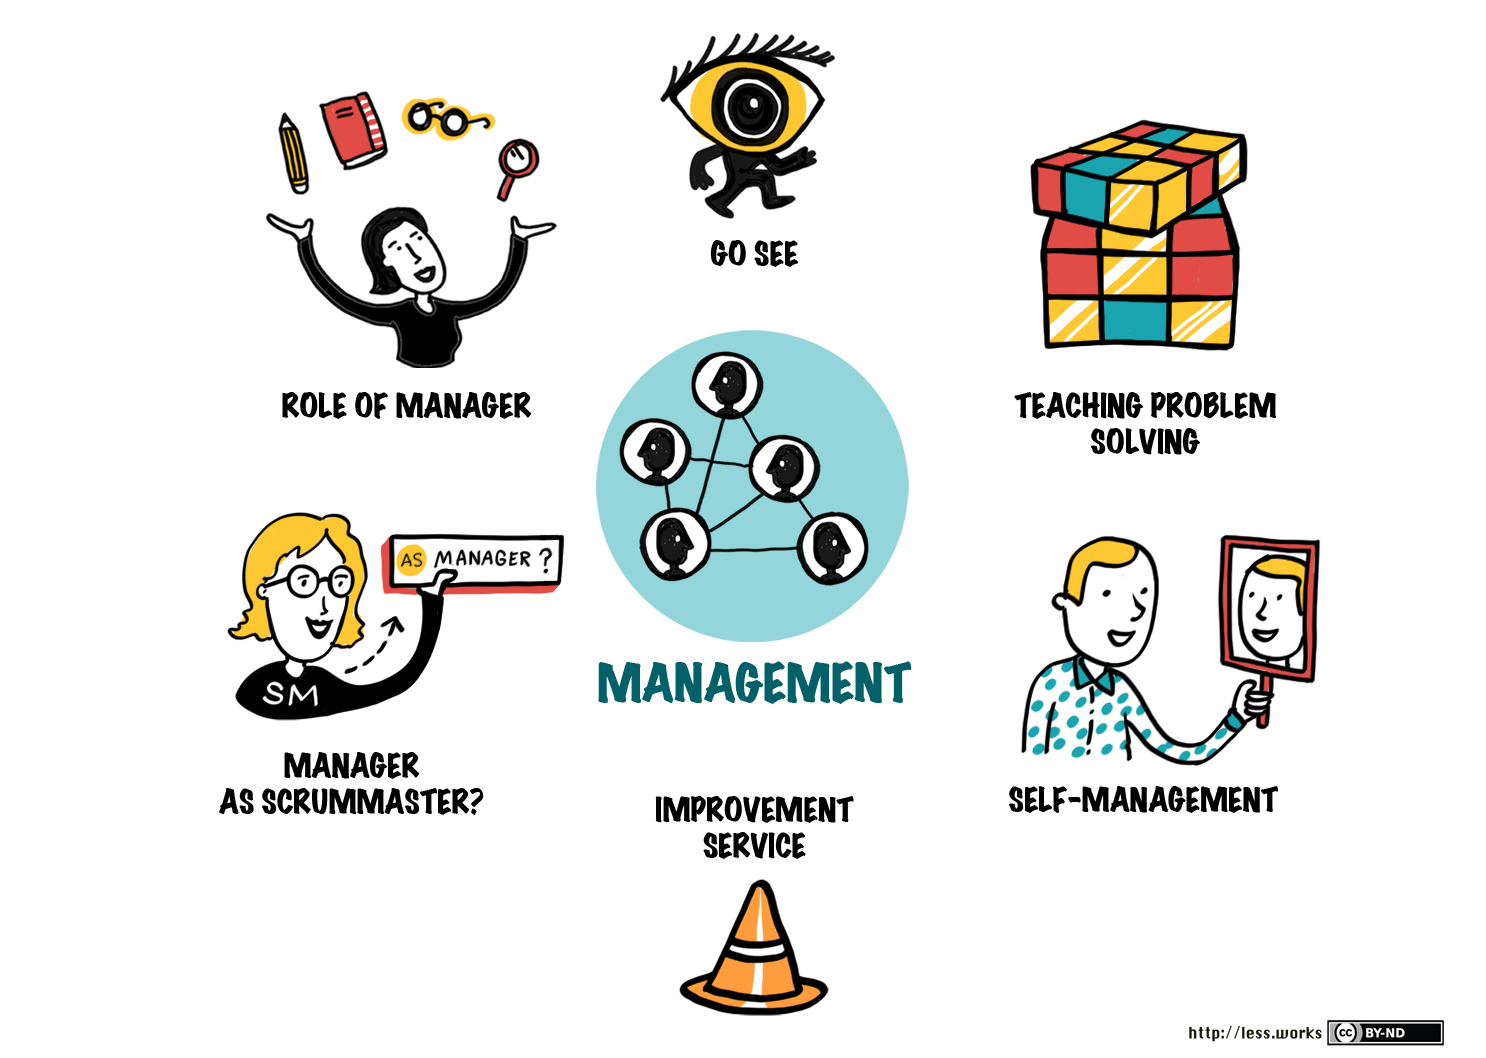 GO SEE
ROLE OF MANAGER
TEACHING PROBLEM
SOLVING
AS MANAGER?
SM
MANAGEMENT
MANAGER
AS SCRUMMASTER?
SELF-MANAGEMENT
IMPROVEMENT
SERVICE
http://less.works
cc BY-ND